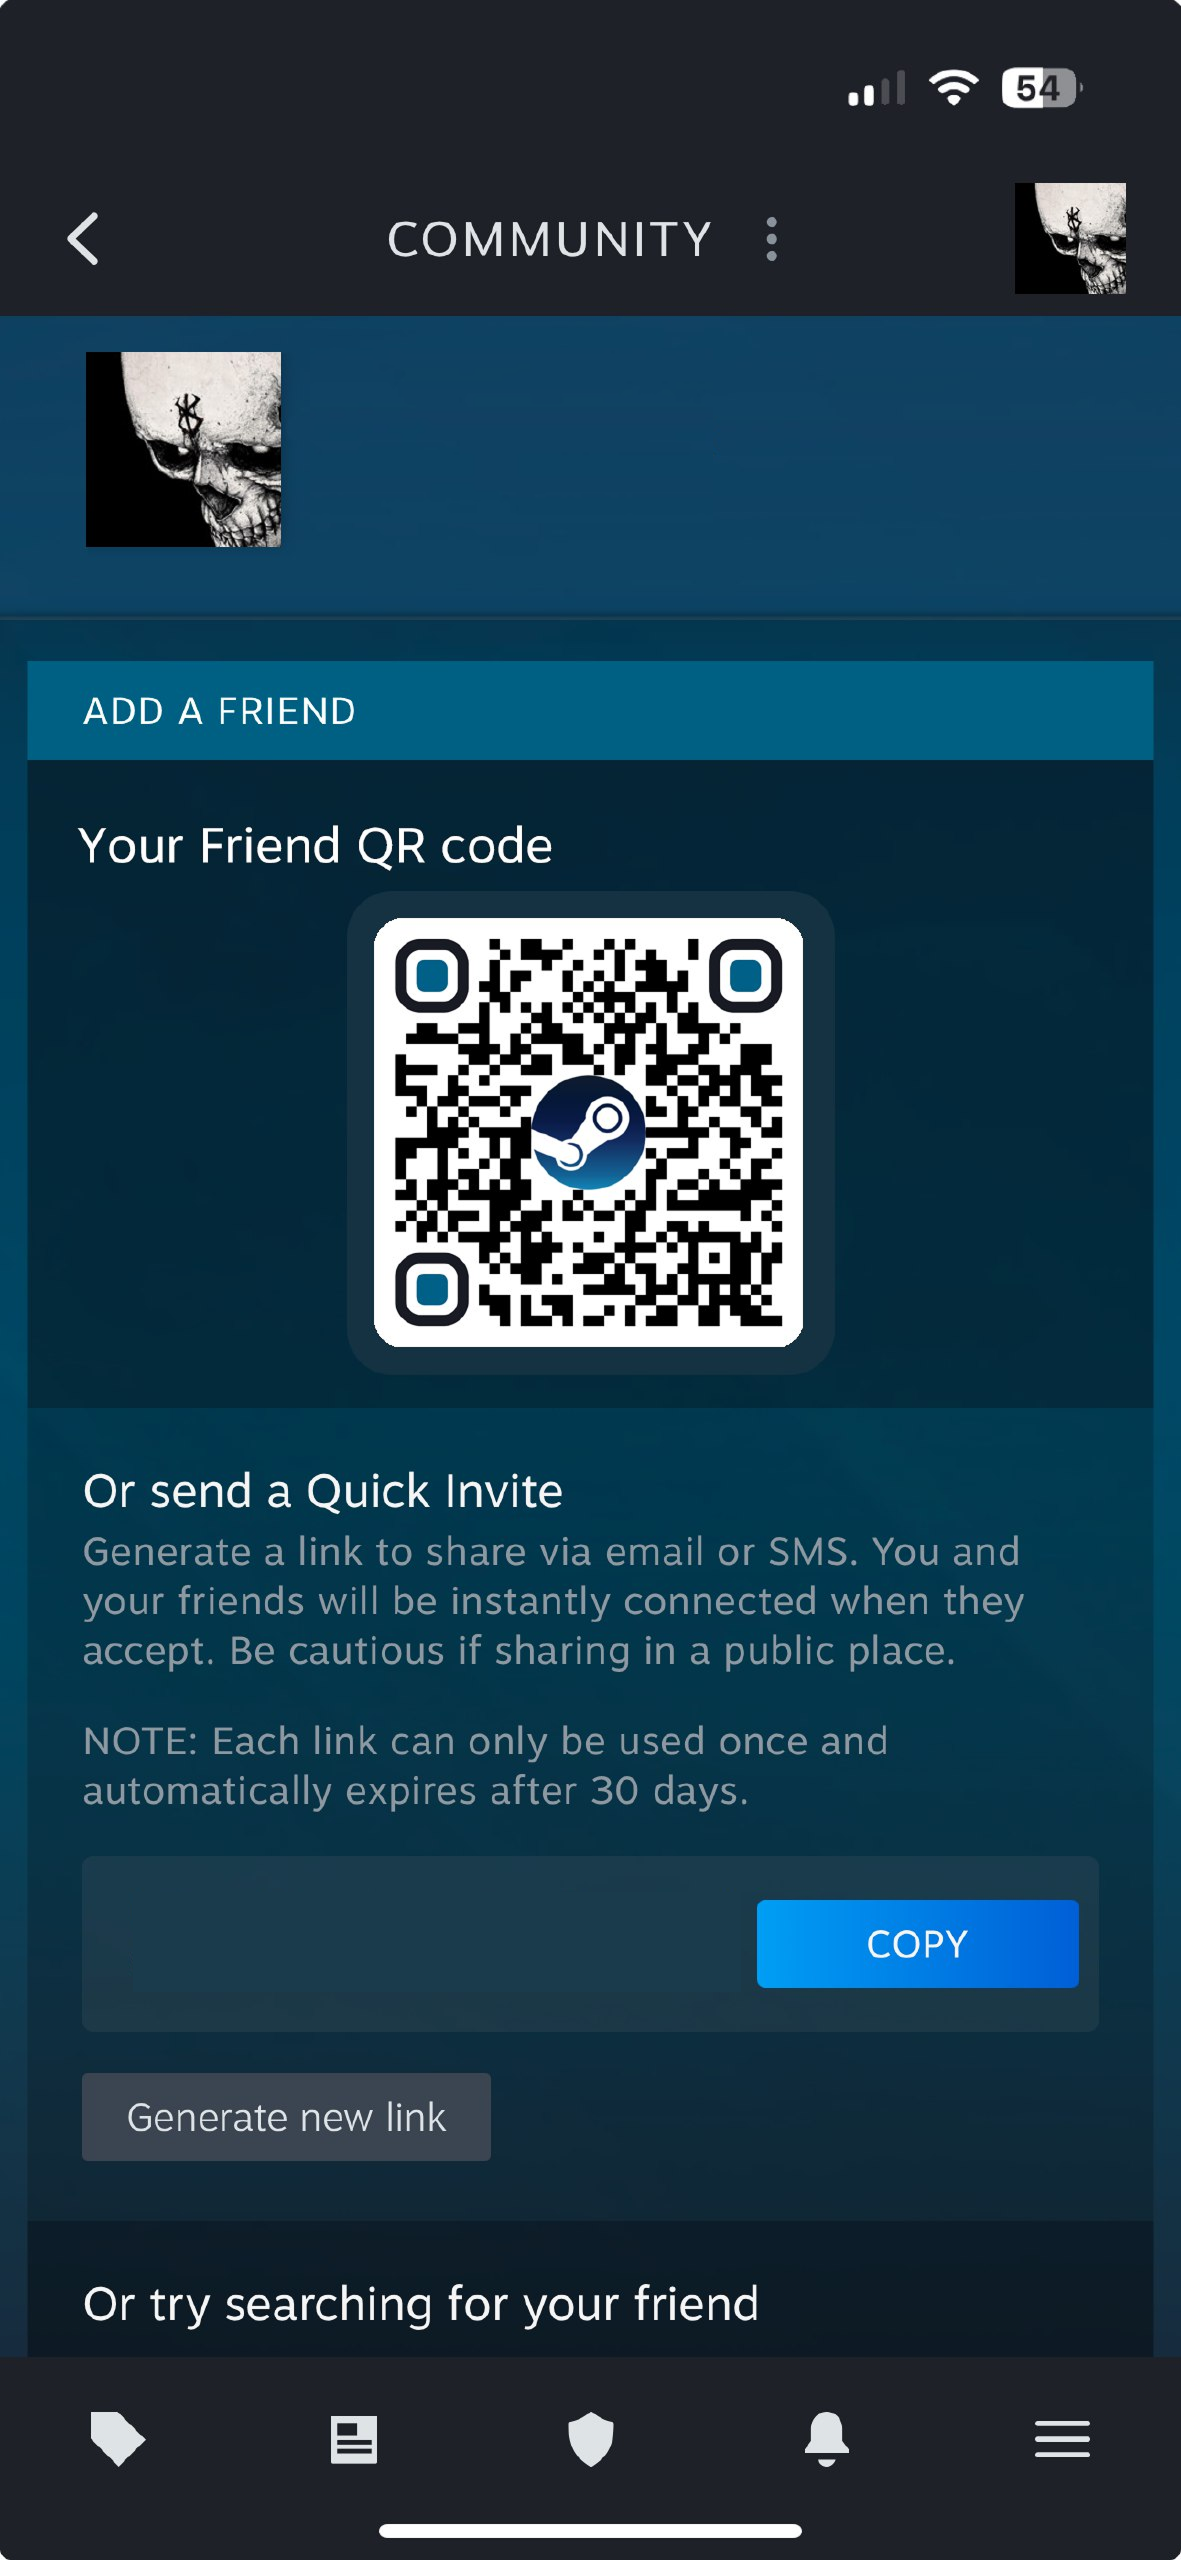 54
COMMUNITY
ADD A FRIEND
Your Friend QR code
Or send a Quick Invite
Generate a link to share via email or SMS. You and
your friends will be instantly connected when they
accept. Be cautious if sharing in a public place.
NOTE: Each link can only be used once and
automatically expires after 30 days.
COPY
Generate new link
Or try searching for your friend